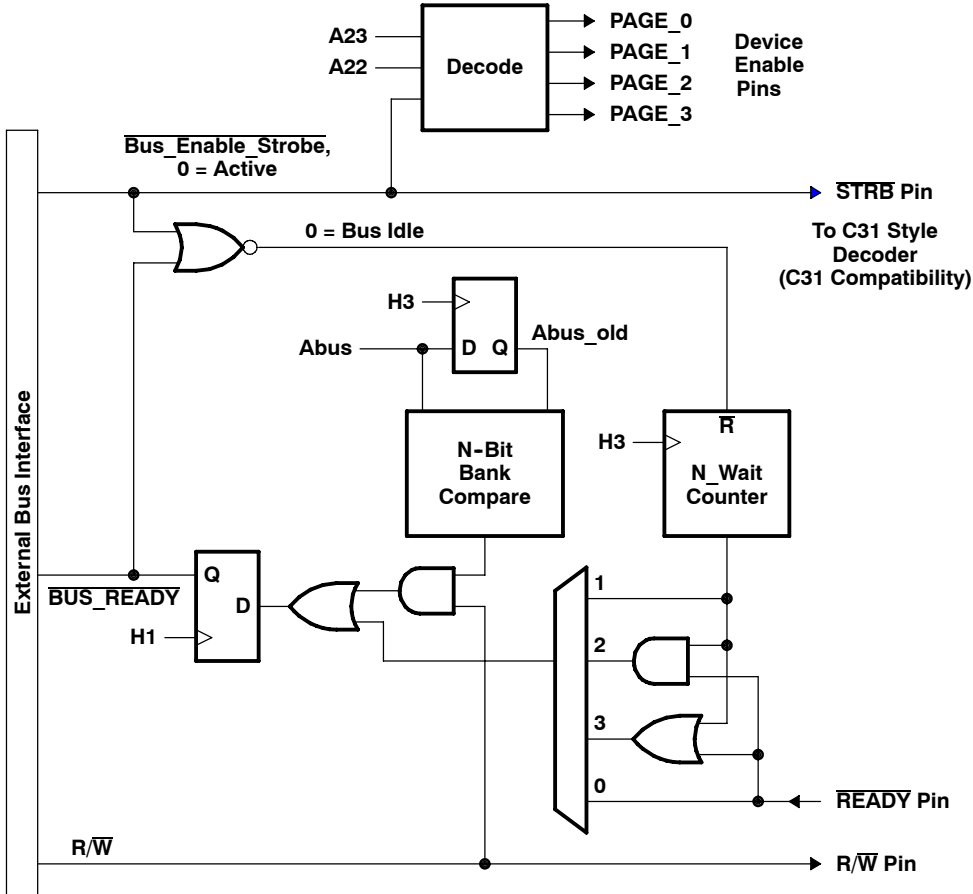 A23
A22
Decode
PAGE_0
PAGE_1
PAGE_2
PAGE_3
Device
Enable
Pins
Bus_Enable_Strobe,
0 = Active
STRB Pin
0 = Bus Idle
To C31 Style
Decoder
(C31 Compatibility)
H3
Abus
D Q
Abus_old
External Bus Interface
N-Bit
Bank
Compare
H3
R
N_Wait
Counter
Q
BUS_READY
D
H1
1
2
3
0
READY Pin
R/W
R/W Pin